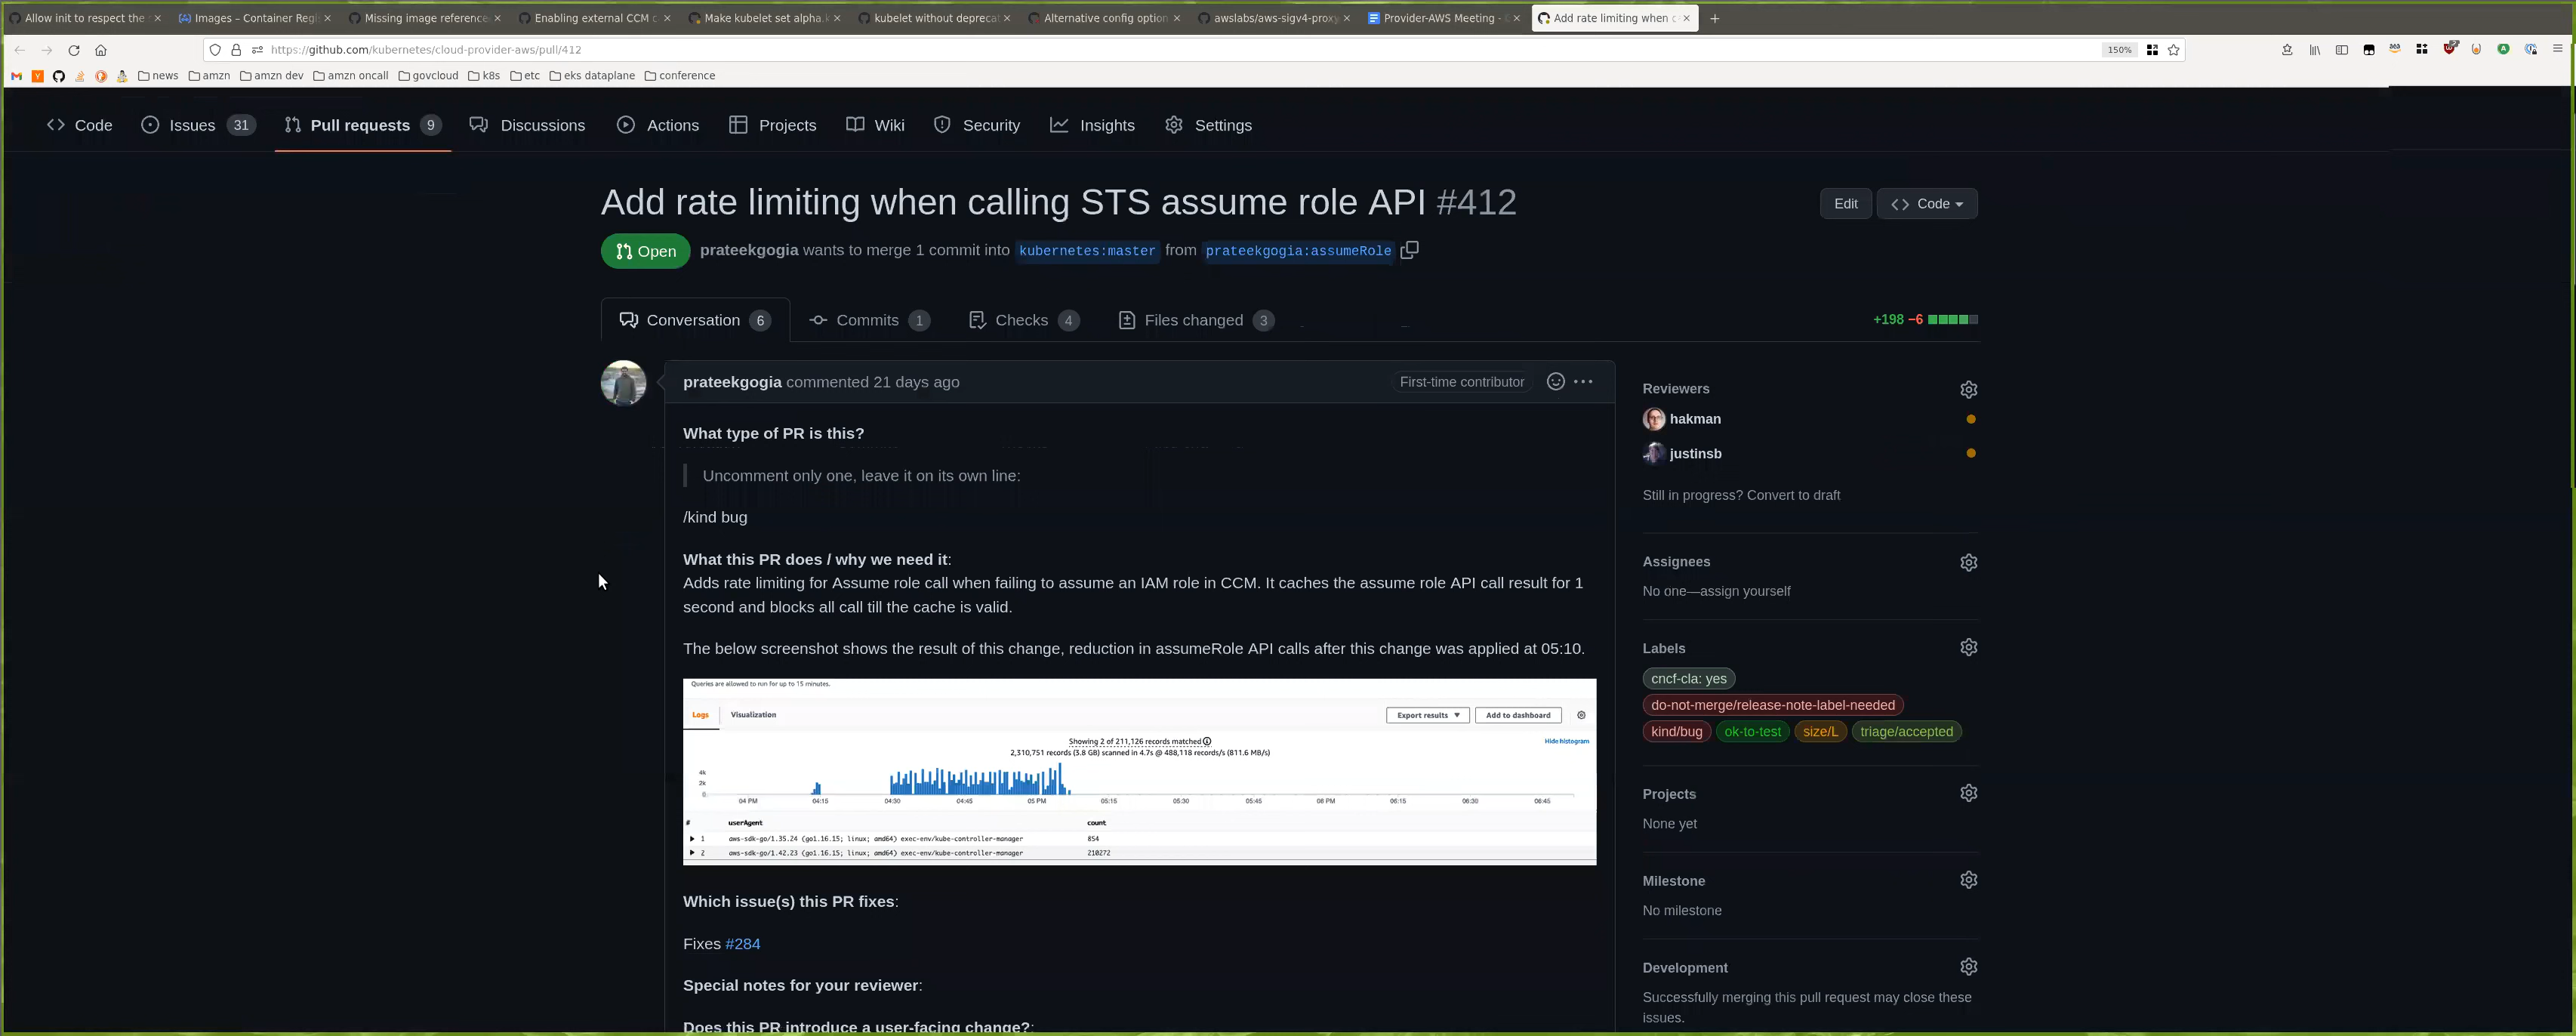 Allow init to respect the
Images – Container Reg
Missing image reference
Enabling external CCM c
Make kubelet set alpha.k
kubelet without deprecat
Alternative config option
awslabs/aws-sigv4-proxy
Provider-AWS Meeting -
Add rate limiting when c
https://github.com/kubernetes/cloud-provider-aws/pull/412
150%
news amzn amzn dev amzn oncall govcloud k8s etc eks dataplane conference
Code Issues 31 Pull requests 9 Discussions Actions Projects Wiki Security Insights Settings
Add rate limiting when calling STS assume role API #412
Edit Code
Open prateekgogia wants to merge 1 commit into kubernetes:master from prateekgogia:assumeRole
Conversation 6 Commits 1 Checks 4 Files changed 3
+198 −6
prateekgogia commented 21 days ago
First-time contributor
What type of PR is this?
Uncomment only one, leave it on its own line:
/kind bug
What this PR does / why we need it:
Adds rate limiting for Assume role call when failing to assume an IAM role in CCM. It caches the assume role API call result for 1
second and blocks all call till the cache is valid.
The below screenshot shows the result of this change, reduction in assumeRole API calls after this change was applied at 05:10.
Queries are allowed to run for up to 15 minutes.
Logs Visualization
Export results Add to dashboard
Showing 2 of 211,126 records matched
Hide histogram
2,310,751 records (3.8 GB) scanned in 4.7s @ 488,118 records/s (811.6 MB/s)
4k
2k
0
04 PM 04:15 04:30 04:45 05 PM 05:15 05:30 05:45 06 PM 06:15 06:30 06:45
# userAgent count
1 aws-sdk-go/1.35.24 (go1.16.15; linux; amd64) exec-env/kube-controller-manager 854
2 aws-sdk-go/1.42.23 (go1.16.15; linux; amd64) exec-env/kube-controller-manager 210272
Which issue(s) this PR fixes:
Fixes #284
Special notes for your reviewer:
Does this PR introduce a user-facing change?:
Reviewers
hakman
justinsb
Still in progress? Convert to draft
Assignees
No one—assign yourself
Labels
cncf-cla: yes
do-not-merge/release-note-label-needed
kind/bug ok-to-test size/L triage/accepted
Projects
None yet
Milestone
No milestone
Development
Successfully merging this pull request may close these
issues.